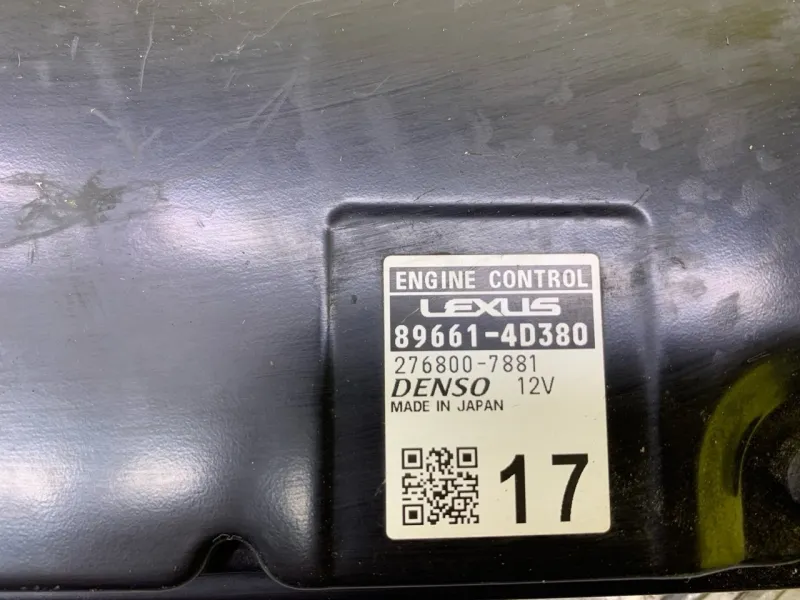 ENGINE CONTROL
LEXUS
89661-4D380
276800-7881
DENSO 12V
MADE IN JAPAN
17